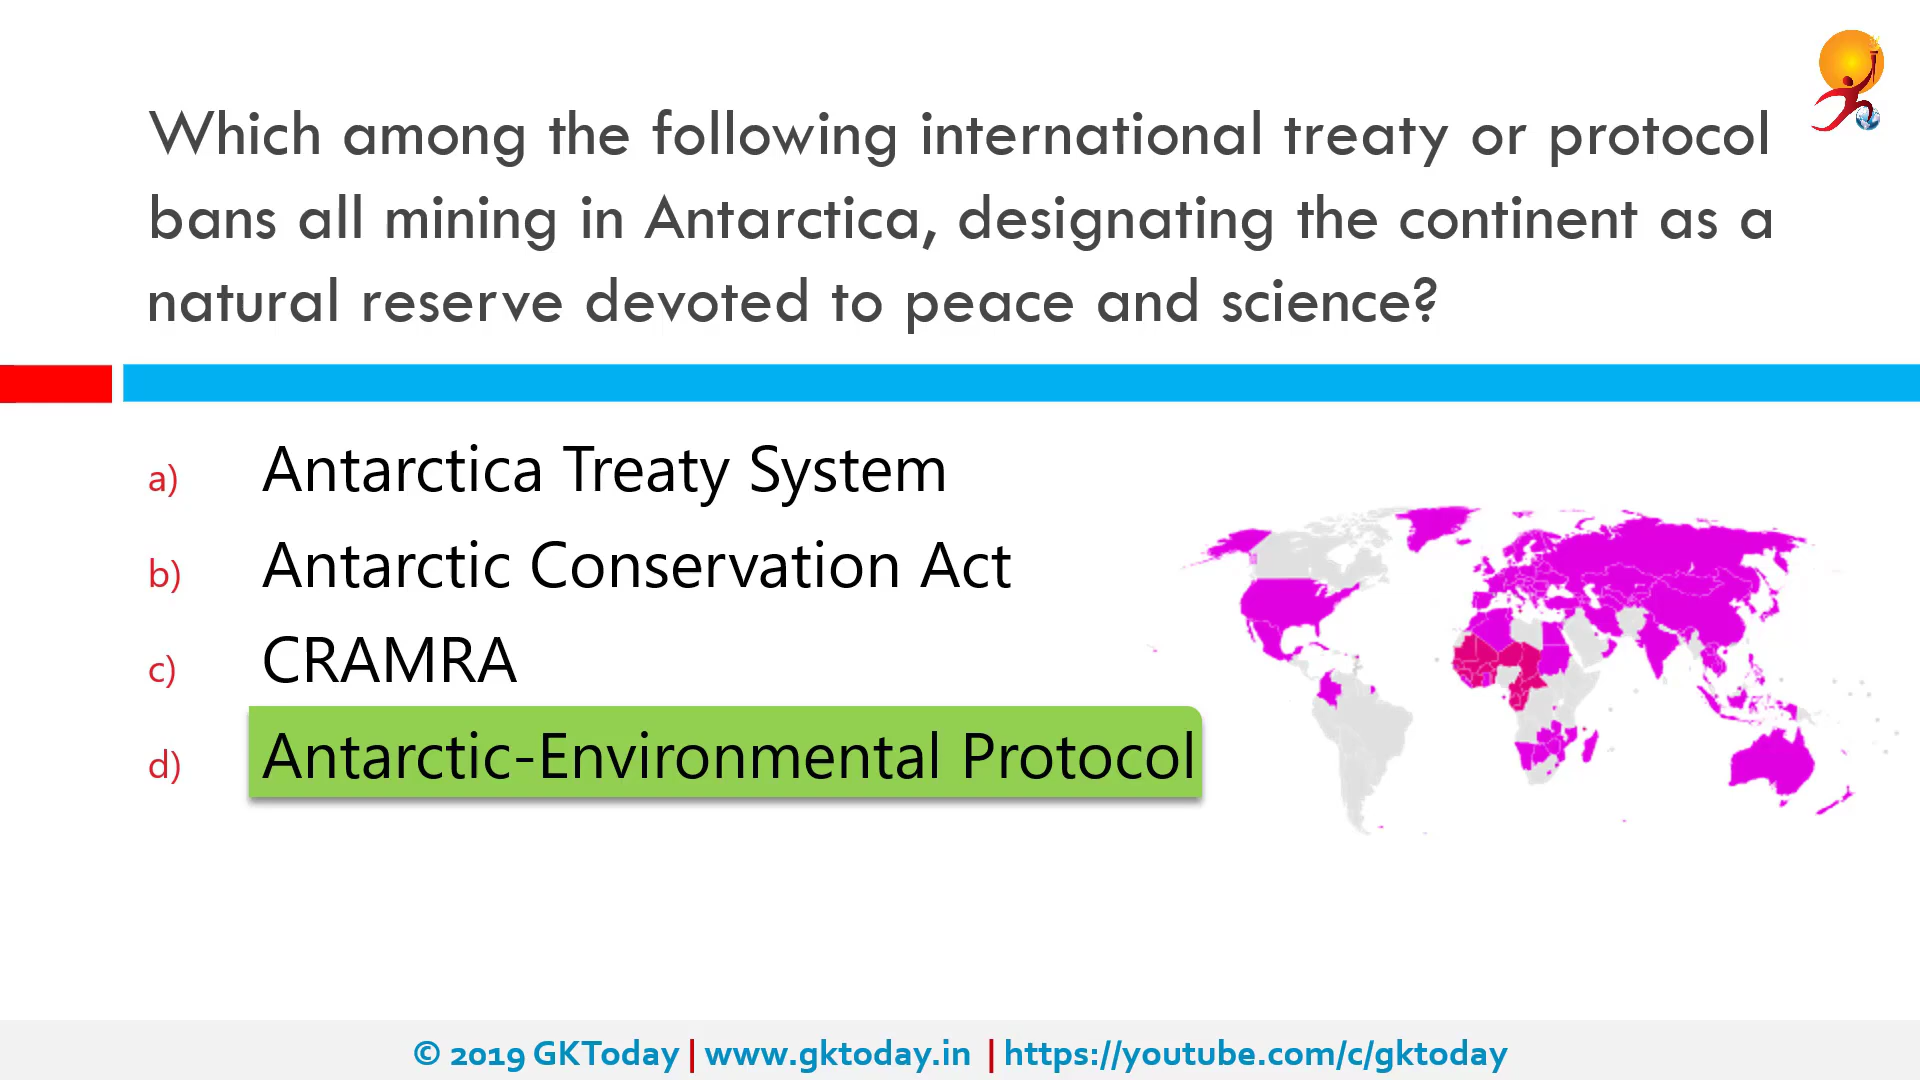 Which among the following international treaty or protocol
bans all mining in Antarctica, designating the continent as a
natural reserve devoted to peace and science?
a) Antarctica Treaty System
b) Antarctic Conservation Act
c) CRAMRA
d) Antarctic-Environmental Protocol
© 2019 GKToday | www.gktoday.in | https://youtube.com/c/gktoday